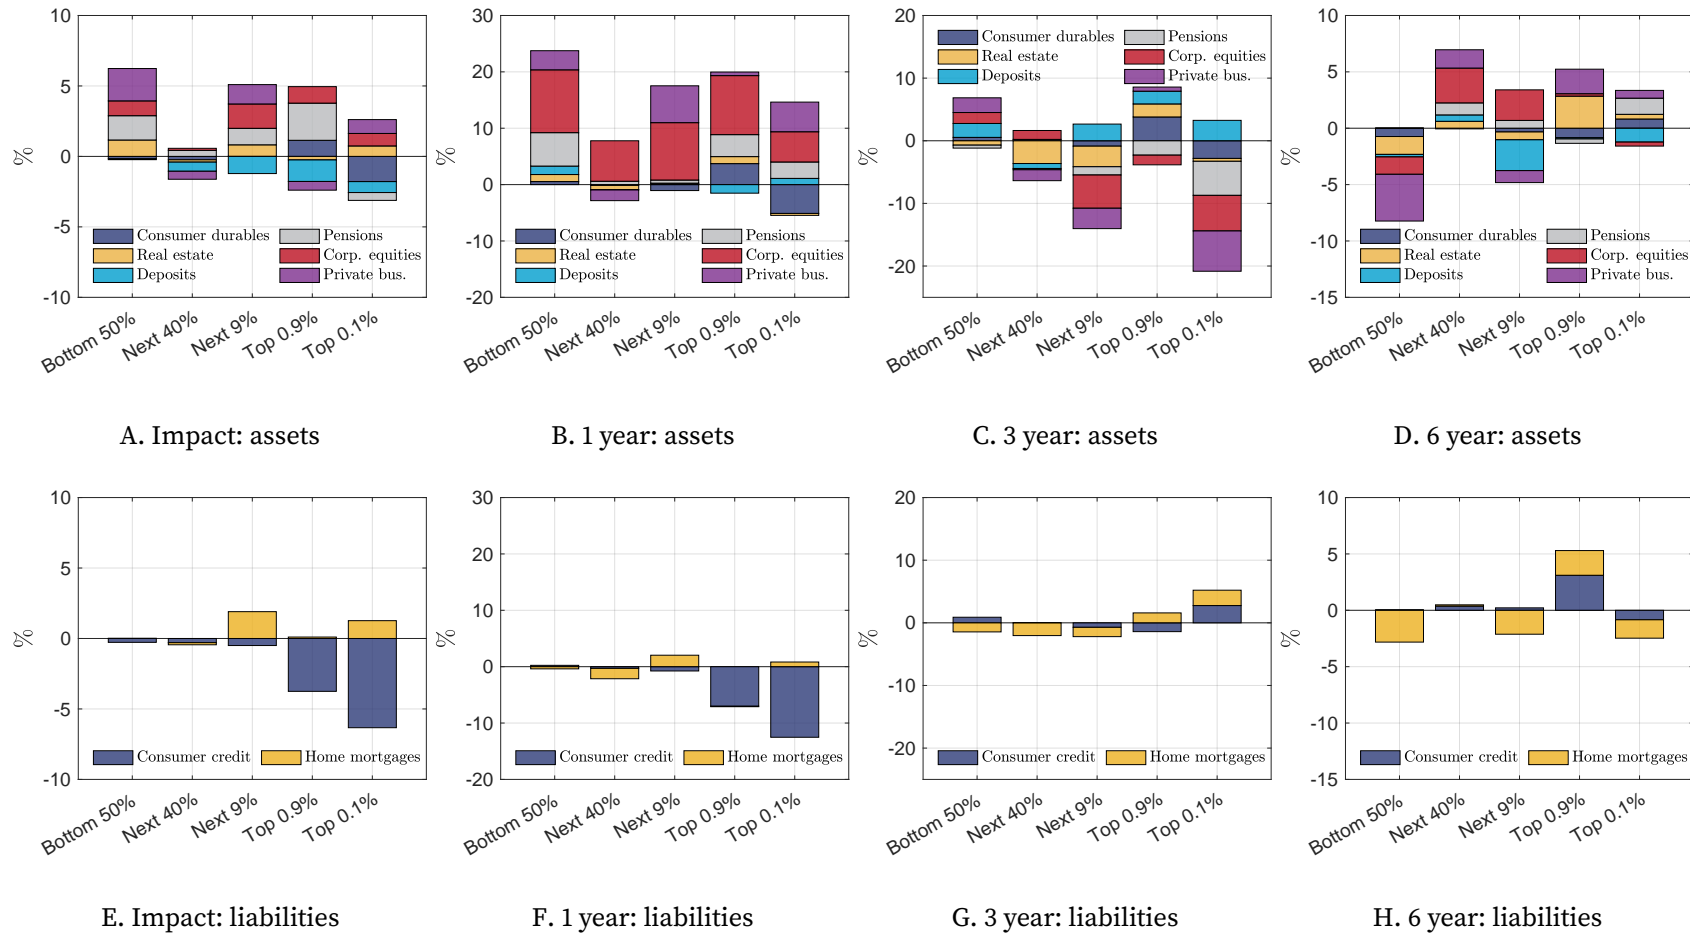 10
5
0
-5
-10
%
Consumer durables
Real estate
Deposits
Pensions
Corp. equities
Private bus.
Bottom 50%
Next 40%
Next 9%
Top 0.9%
Top 0.1%
A. Impact: assets
30
20
10
0
-10
-20
%
Consumer durables
Real estate
Deposits
Pensions
Corp. equities
Private bus.
Bottom 50%
Next 40%
Next 9%
Top 0.9%
Top 0.1%
B. 1 year: assets
20
10
0
-10
-20
%
Consumer durables
Real estate
Deposits
Pensions
Corp. equities
Private bus.
Bottom 50%
Next 40%
Next 9%
Top 0.9%
Top 0.1%
C. 3 year: assets
10
5
0
-5
-10
-15
%
Consumer durables
Real estate
Deposits
Pensions
Corp. equities
Private bus.
Bottom 50%
Next 40%
Next 9%
Top 0.9%
Top 0.1%
D. 6 year: assets
10
5
0
-5
-10
%
Consumer credit
Home mortgages
Bottom 50%
Next 40%
Next 9%
Top 0.9%
Top 0.1%
E. Impact: liabilities
30
20
10
0
-10
-20
%
Consumer credit
Home mortgages
Bottom 50%
Next 40%
Next 9%
Top 0.9%
Top 0.1%
F. 1 year: liabilities
20
10
0
-10
-20
%
Consumer credit
Home mortgages
Bottom 50%
Next 40%
Next 9%
Top 0.9%
Top 0.1%
G. 3 year: liabilities
10
5
0
-5
-10
-15
%
Consumer credit
Home mortgages
Bottom 50%
Next 40%
Next 9%
Top 0.9%
Top 0.1%
H. 6 year: liabilities